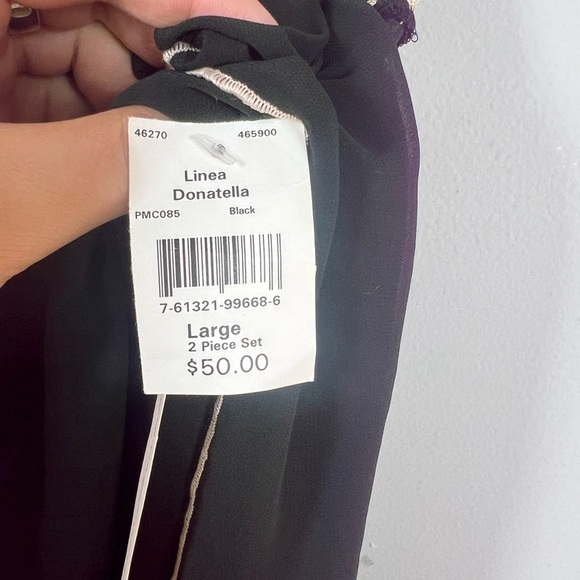 46270 465900
Linea
Donatella
PMC085 Black
7-61321-99668-6
Large
2 Piece Set
$50.00